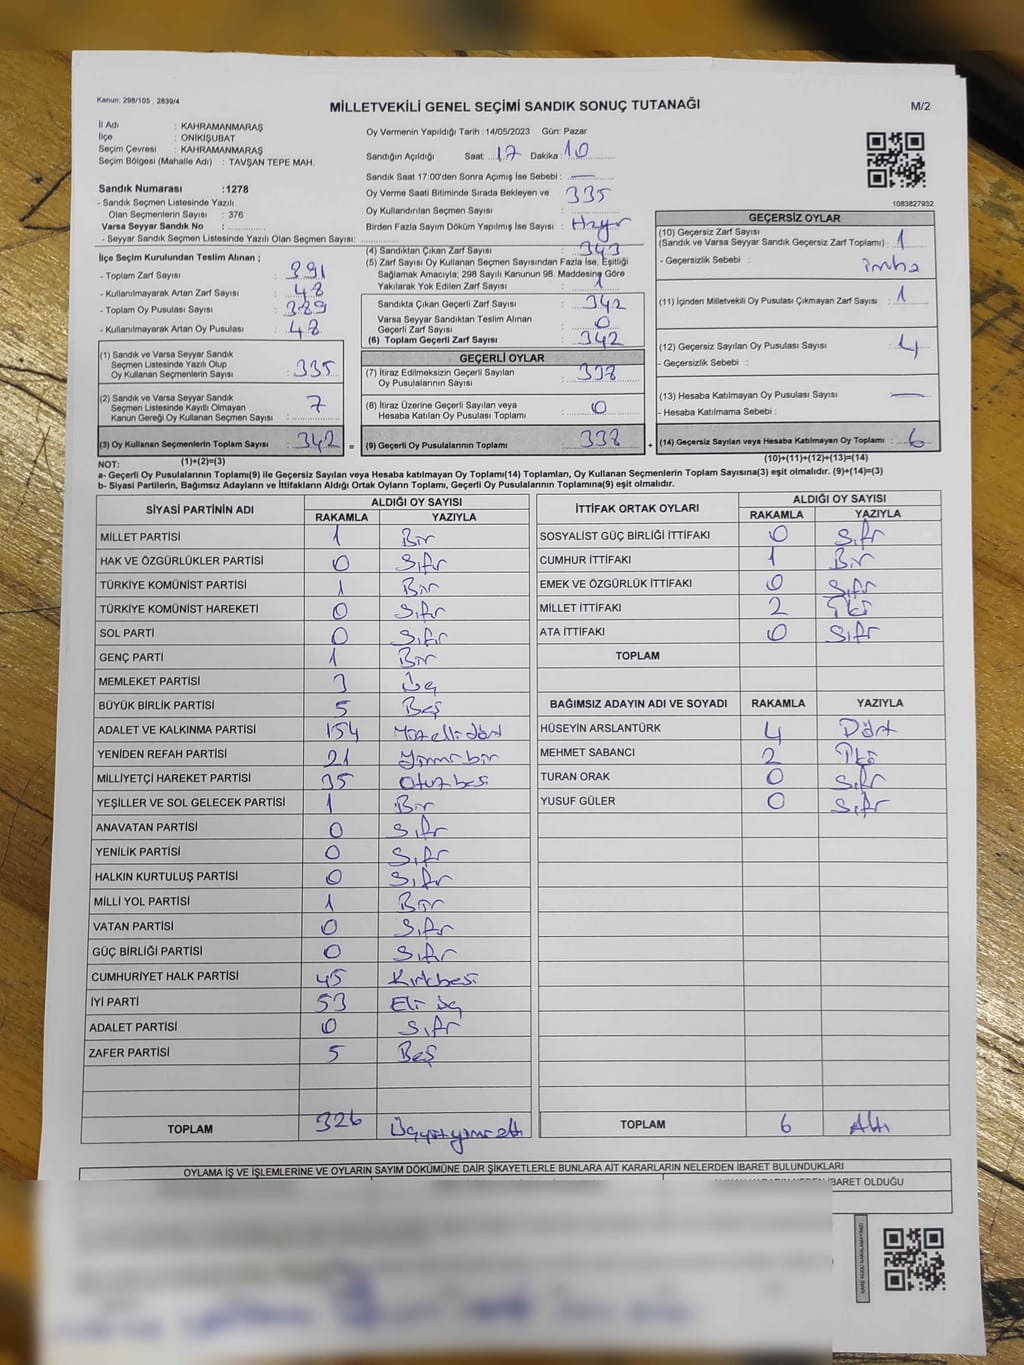 Kanun; 298/105 , 2839/4
MİLLETVEKİLİ GENEL SEÇİMİ SANDIK SONUÇ TUTANAĞI
M/2
İl Adı : KAHRAMANMARAŞ
İlçe : ONİKİŞUBAT
Seçim Çevresi : KAHRAMANMARAŞ
Seçim Bölgesi (Mahalle Adı) : TAVŞAN TEPE MAH.
Sandık Numarası :1278
- Sandık Seçmen Listesinde Yazılı
Olan Seçmenlerin Sayısı : 376
Varsa Seyyar Sandık No :
- Seyyar Sandık Seçmen Listesinde Yazılı Olan Seçmen Sayısı:
Oy Vermenin Yapıldığı Tarih :14/05/2023 Gün: Pazar
Sandığın Açıldığı Saat: 17 Dakika: 10
Sandık Saat 17:00'den Sonra Açımış İse Sebebi : —
Oy Verme Saati Bitiminde Sırada Bekleyen ve 335
Oy Kullandırılan Seçmen Sayısı :
Birden Fazla Sayım Döküm Yapılmış İse Sayısı : Hayır
1083827932
İlçe Seçim Kurulundan Teslim Alınan ;
- Toplam Zarf Sayısı : 391
- Kullanılmayarak Artan Zarf Sayısı : 48
- Toplam Oy Pusulası : 389
- Kullanılmayarak Artan Oy Pusulası : 48
(4) Sandıktan Çıkan Zarf Sayısı : 343
(5) Zarf Sayısı Oy Kullanan Seçmen Sayısından Fazla İse, Eşitliği
Sağlamak Amacıyla; 298 Sayılı Kanunun 98. Maddesine Göre
Yakılarak Yok Edilen Zarf Sayısı : 1
Sandıkta Çıkan Geçerli Zarf Sayısı : 342
Varsa Seyyar Sandıktan Teslim Alınan
Geçerli Zarf Sayısı : 0
(6) Toplam Geçerli Zarf Sayısı : 342
GEÇERSİZ OYLAR
(10) Geçersiz Zarf Sayısı
(Sandık ve Varsa Seyyar Sandık Geçersiz Zarf Toplamı) : 1
- Geçersizlik Sebebi : imha
(11) İçinden Milletvekili Oy Pusulası Çıkmayan Zarf Sayısı : 1
(12) Geçersiz Sayılan Oy Pusulası Sayısı : 4
- Geçersizlik Sebebi :
(13) Hesaba Katılmayan Oy Pusulası Sayısı : —
- Hesaba Katılmama Sebebi :
(14) Geçersiz Sayılan veya Hesaba Katılmayan Oy Toplamı : 6
(10)+(11)+(12)+(13)=(14)
(1) Sandık ve Varsa Seyyar Sandık
Seçmen Listesinde Yazılı Olup
Oy Kullanan Seçmenlerin Sayısı : 335
(2) Sandık ve Varsa Seyyar Sandık
Seçmen Listesinde Kayıtlı Olmayan
Kanun Gereği Oy Kullanan Seçmen Sayısı : 7
(3) Oy Kullanan Seçmenlerin Toplam Sayısı : 342 =
(1)+(2)=(3)
GEÇERLİ OYLAR
(7) İtiraz Edilmeksizin Geçerli Sayılan
Oy Pusulalarının Sayısı : 338
(8) İtiraz Üzerine Geçerli Sayılan veya
Hesaba Katılan Oy Pusulası Toplamı : 0
(9) Geçerli Oy Pusulalarının Toplamı : 338 +
NOT:
a- Geçerli Oy Pusulalarının Toplamı(9) ile Geçersiz Sayılan veya Hesaba katılmayan Oy Toplamı(14) Toplamları, Oy Kullanan Seçmenlerin Toplam Sayısına(3) eşit olmalıdır. (9)+(14)=(3)
b- Siyasi Partilerin, Bağımsız Adayların ve İttifakların Aldığı Ortak Oyların Toplamı, Geçerli Oy Pusulalarının Toplamına(9) eşit olmalıdır.
SİYASİ PARTİNİN ADI ALDIĞI OY SAYISI
RAKAMLA YAZIYLA
MİLLET PARTİSİ 1 Bir
HAK VE ÖZGÜRLÜKLER PARTİSİ 0 Sıfır
TÜRKİYE KOMÜNİST PARTİSİ 1 Bir
TÜRKİYE KOMÜNİST HAREKETİ 0 Sıfır
SOL PARTİ 0 Sıfır
GENÇ PARTİ 1 Bir
MEMLEKET PARTİSİ 3 Üç
BÜYÜK BİRLİK PARTİSİ 5 Beş
ADALET VE KALKINMA PARTİSİ 154 Yüzellidört
YENİDEN REFAH PARTİSİ 21 Yirmibir
MİLLİYETÇİ HAREKET PARTİSİ 35 Otuzbeş
YEŞİLLER VE SOL GELECEK PARTİSİ 1 Bir
ANAVATAN PARTİSİ 0 Sıfır
YENİLİK PARTİSİ 0 Sıfır
HALKIN KURTULUŞ PARTİSİ 0 Sıfır
MİLLİ YOL PARTİSİ 1 Bir
VATAN PARTİSİ 0 Sıfır
GÜÇ BİRLİĞİ PARTİSİ 0 Sıfır
CUMHURİYET HALK PARTİSİ 45 Kırkbeş
İYİ PARTİ 53 Elli üç
ADALET PARTİSİ 0 Sıfır
ZAFER PARTİSİ 5 Beş
TOPLAM 326 Üçyüzyirmialtı
İTTİFAK ORTAK OYLARI ALDIĞI OY SAYISI
RAKAMLA YAZIYLA
SOSYALİST GÜÇ BİRLİĞİ İTTİFAKI 0 Sıfır
CUMHUR İTTİFAKI 1 Bir
EMEK VE ÖZGÜRLÜK İTTİFAKI 0 Sıfır
MİLLET İTTİFAKI 2 İki
ATA İTTİFAKI 0 Sıfır
TOPLAM
BAĞIMSIZ ADAYIN ADI VE SOYADI RAKAMLA YAZIYLA
HÜSEYİN ARSLANTÜRK 4 Dört
MEHMET SABANCI 2 İki
TURAN ORAK 0 Sıfır
YUSUF GÜLER 0 Sıfır
TOPLAM 6 Altı
OYLAMA İŞ VE İŞLEMLERİNE VE OYLARIN SAYIM DÖKÜMÜNE DAİR ŞİKAYETLERLE BUNLARA AİT KARARLARIN NELERDEN İBARET BULUNDUKLARI
İBARET OLDUĞU